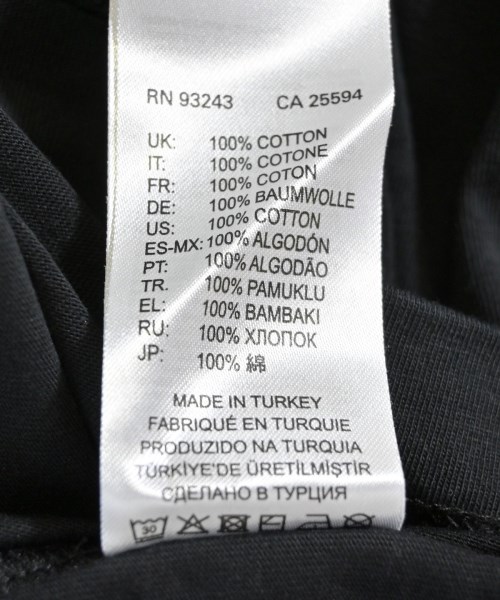 RN 93243 CA 25594
UK: 100% COTTON
IT: 100% COTONE
FR: 100% COTON
DE: 100% BAUMWOLLE
US: 100% COTTON
ES-MX: 100% ALGODÓN
PT: 100% ALGODÃO
TR: 100% PAMUKLU
EL: 100% BAMBAKI
RU: 100% ХЛОПОК
JP: 100% 綿
MADE IN TURKEY
FABRIQUÉ EN TURQUIE
PRODUZIDO NA TURQUIA
TÜRKİYE'DE ÜRETİLMİŞTİR
СДЕЛАНО В ТУРЦИЯ
30